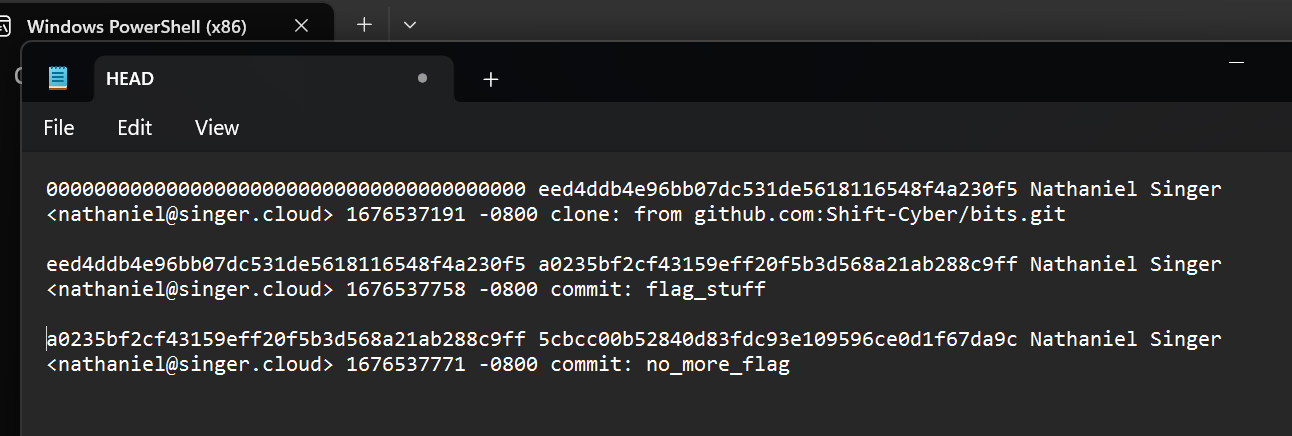 Windows PowerShell (x86)
HEAD
File Edit View
0000000000000000000000000000000000000000 eed4ddb4e96bb07dc531de5618116548f4a230f5 Nathaniel Singer
<nathaniel@singer.cloud> 1676537191 -0800 clone: from github.com:Shift-Cyber/bits.git
eed4ddb4e96bb07dc531de5618116548f4a230f5 a0235bf2cf43159eff20f5b3d568a21ab288c9ff Nathaniel Singer
<nathaniel@singer.cloud> 1676537758 -0800 commit: flag_stuff
a0235bf2cf43159eff20f5b3d568a21ab288c9ff 5cbcc00b52840d83fdc93e109596ce0d1f67da9c Nathaniel Singer
<nathaniel@singer.cloud> 1676537771 -0800 commit: no_more_flag